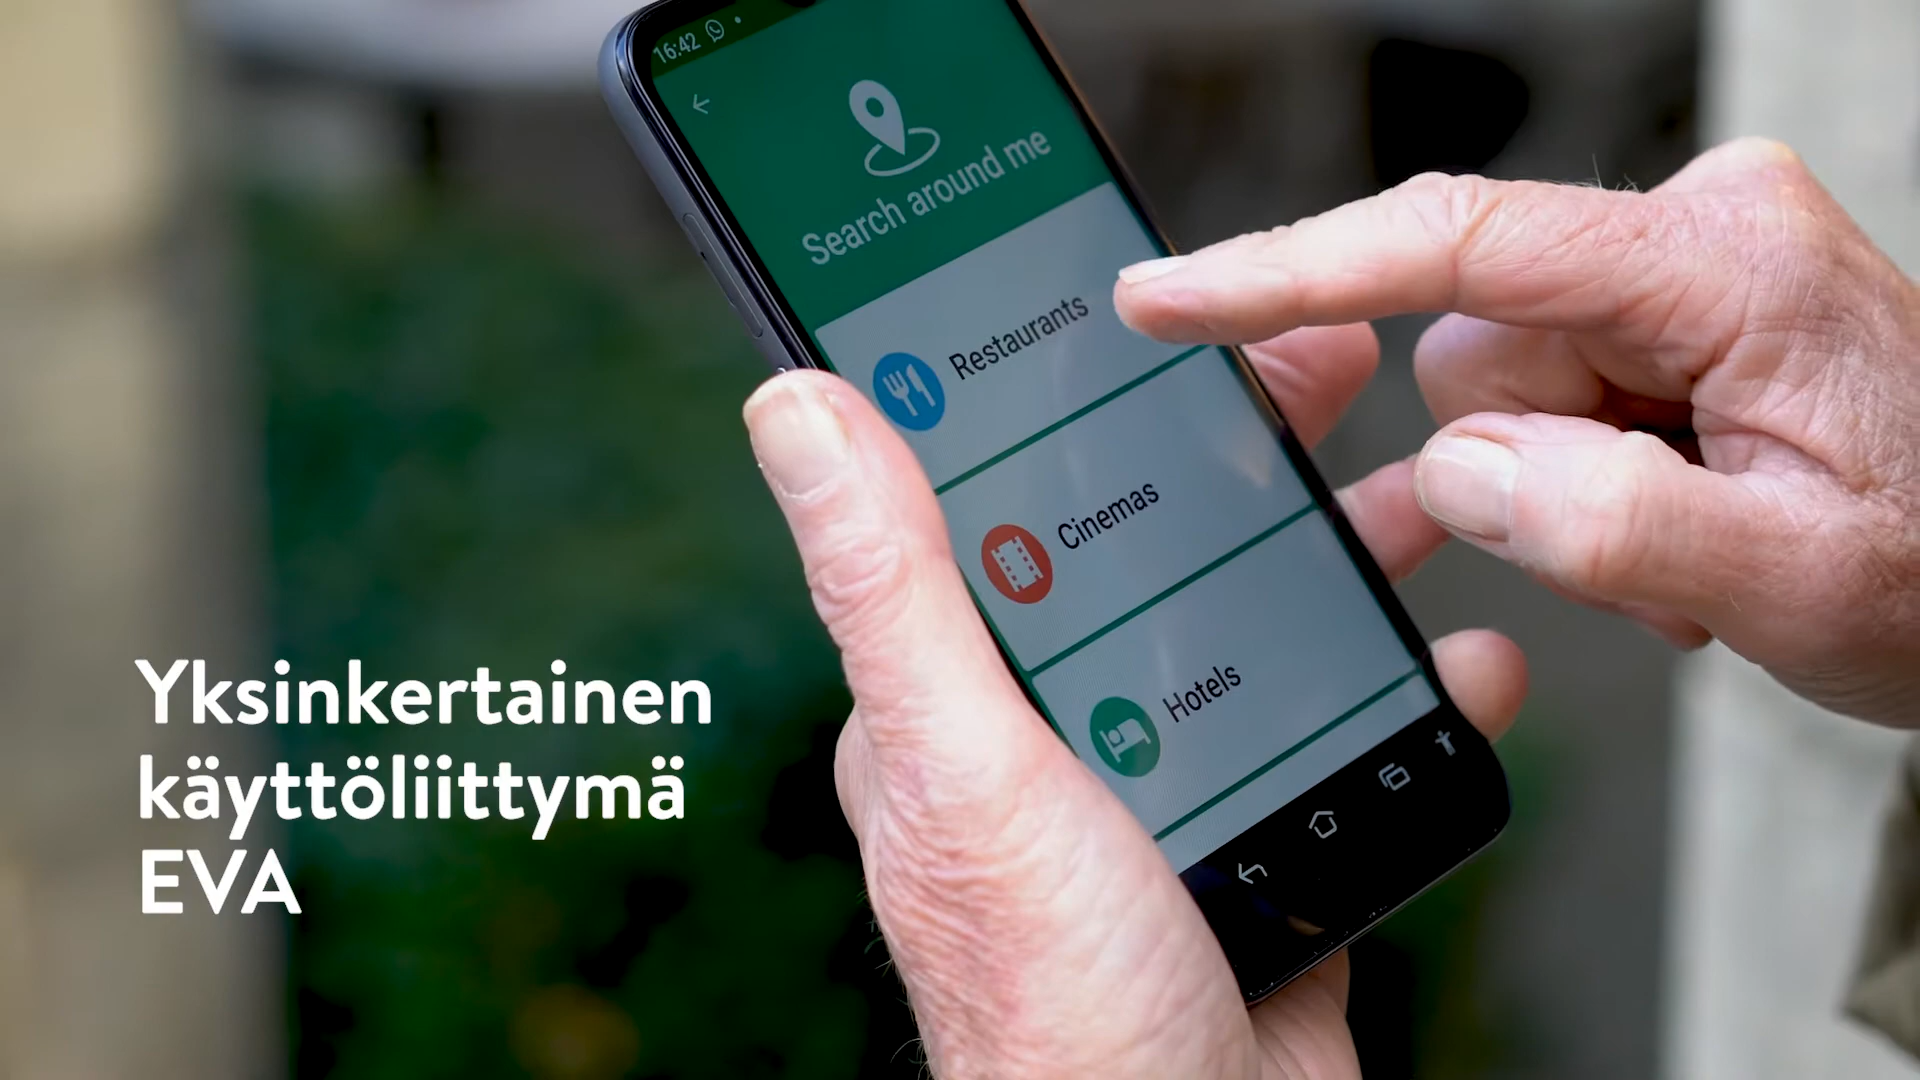 16:42
Search around me
Restaurants
Cinemas
Hotels
Yksinkertainen
käyttöliittymä
EVA